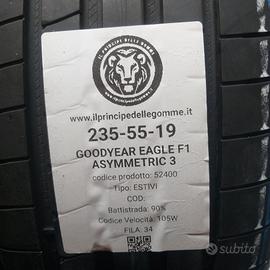 IL PRINCIPE DELLE GOMME
www.ilprincipedellegomme.it
235-55-19
GOODYEAR EAGLE F1
ASYMMETRIC 3
codice prodotto: 52400
Tipo: ESTIVI
COD:
Battistrada: 90%
Codice Velocità: 105W
FILA: 34
subito